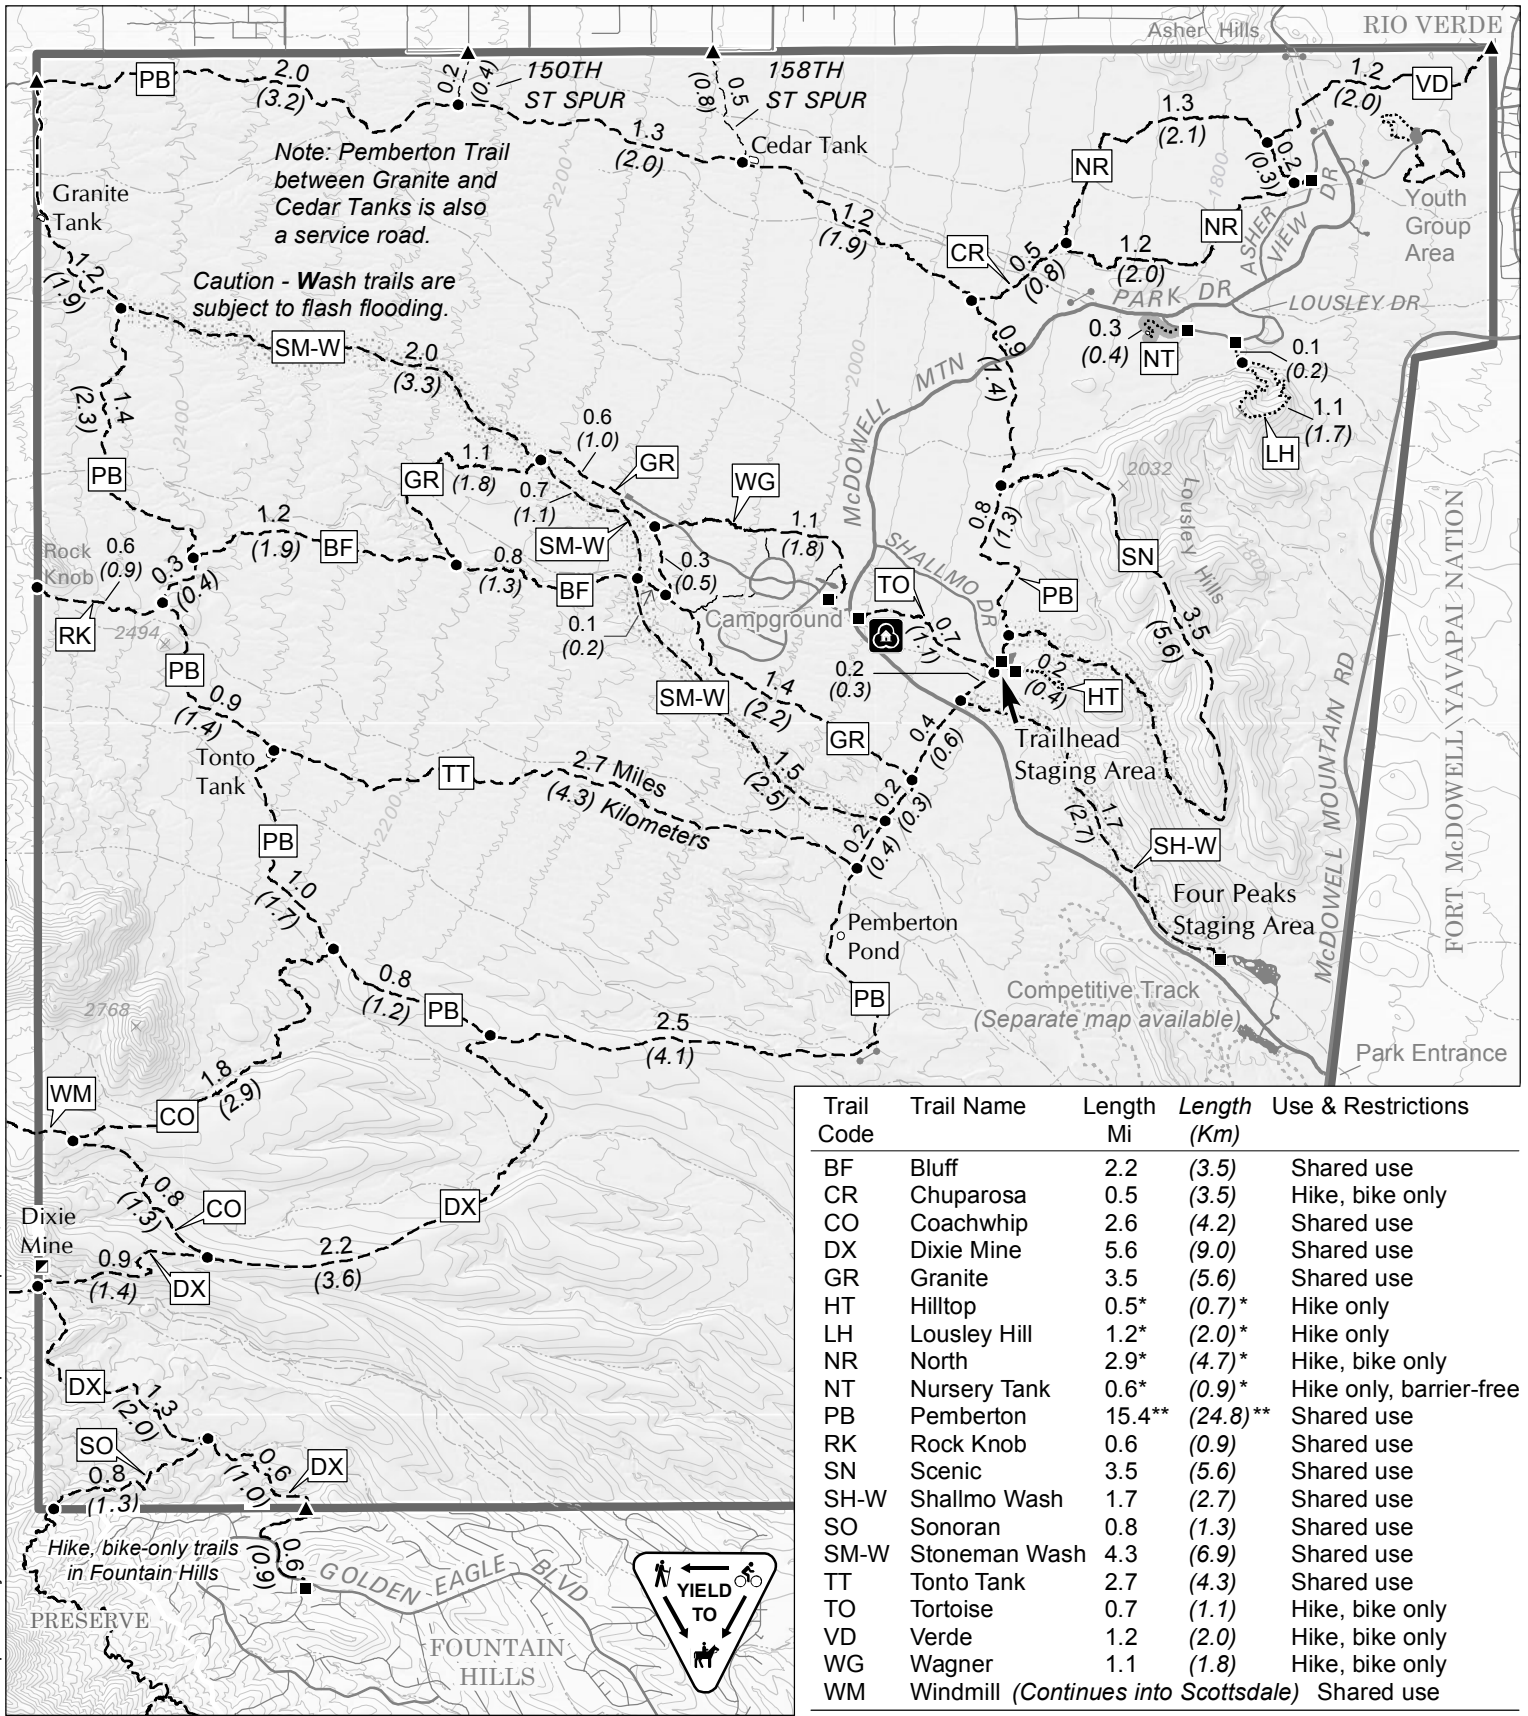 Asher Hills
RIO VERDE
PB
2.0
(3.2)
0.2
(0.4)
150TH
ST SPUR
0.5
(0.8)
158TH
ST SPUR
1.2
(2.0)
VD
1.3
(2.1)
1.3
(2.0)
Cedar Tank
Note: Pemberton Trail
between Granite and
Cedar Tanks is also
a service road.
Granite
Tank
2200
NR
0.2
(0.3)
1800
Youth
Group
Area
ASHER
VIEW DR
NR
1.2
(1.9)
CR
0.5
(0.8)
1.2
(2.0)
1.2
(1.9)
Caution - Wash trails are
subject to flash flooding.
PARK DR
LOUSLEY DR
SM-W
2.0
(3.3)
0.9
(1.4)
0.3
(0.4)
NT
0.1
(0.2)
1.1
(1.7)
LH
McDOWELL
MTN
2000
1.4
(2.3)
2200
PB
0.6
(1.0)
GR
1.1
(1.8)
GR
0.7
(1.1)
WG
1.1
(1.8)
2032
Lousley Hills
1800
0.8
(1.3)
SN
3.5
(5.6)
FORT McDOWELL YAVAPAI NATION
1.2
(1.9)
BF
SM-W
0.3
(0.5)
0.8
(1.3)
BF
0.1
(0.2)
Rock
Knob
0.6
(0.9)
0.3
(0.4)
RK
2494
SHALLMO DR
TO
0.7
(1.1)
PB
Campground
0.2
(0.3)
0.2
(0.4)
HT
PB
0.9
(1.4)
SM-W
1.4
(2.2)
GR
0.4
(0.6)
Trailhead
Staging Area
Tonto
Tank
TT
2.7 Miles
(4.3) Kilometers
1.5
(2.5)
0.2
(0.3)
0.2
(0.4)
1.7
(2.7)
SH-W
McDOWELL MOUNTAIN RD
2200
PB
1.0
(1.7)
Four Peaks
Staging Area
Pemberton
Pond
PB
0.8
(1.2)
PB
2.5
(4.1)
Competitive Track
(Separate map available)
Park Entrance
2768
1.8
(2.9)
WM
CO
0.8
(1.3)
CO
DX
Dixie
Mine
0.9
(1.4)
DX
2.2
(3.6)
DX
1.3
(2.0)
SO
0.8
(1.3)
0.6
(1.0)
DX
Hike, bike-only trails
in Fountain Hills
0.6
(0.9)
GOLDEN EAGLE BLVD
PRESERVE
FOUNTAIN
HILLS
YIELD
TO
Trail Code Trail Name Length Mi Length (Km) Use & Restrictions
BF Bluff 2.2 (3.5) Shared use
CR Chuparosa 0.5 (3.5) Hike, bike only
CO Coachwhip 2.6 (4.2) Shared use
DX Dixie Mine 5.6 (9.0) Shared use
GR Granite 3.5 (5.6) Shared use
HT Hilltop 0.5* (0.7)* Hike only
LH Lousley Hill 1.2* (2.0)* Hike only
NR North 2.9* (4.7)* Hike, bike only
NT Nursery Tank 0.6* (0.9)* Hike only, barrier-free
PB Pemberton 15.4** (24.8)** Shared use
RK Rock Knob 0.6 (0.9) Shared use
SN Scenic 3.5 (5.6) Shared use
SH-W Shallmo Wash 1.7 (2.7) Shared use
SO Sonoran 0.8 (1.3) Shared use
SM-W Stoneman Wash 4.3 (6.9) Shared use
TT Tonto Tank 2.7 (4.3) Shared use
TO Tortoise 0.7 (1.1) Hike, bike only
VD Verde 1.2 (2.0) Hike, bike only
WG Wagner 1.1 (1.8) Hike, bike only
WM Windmill (Continues into Scottsdale) Shared use